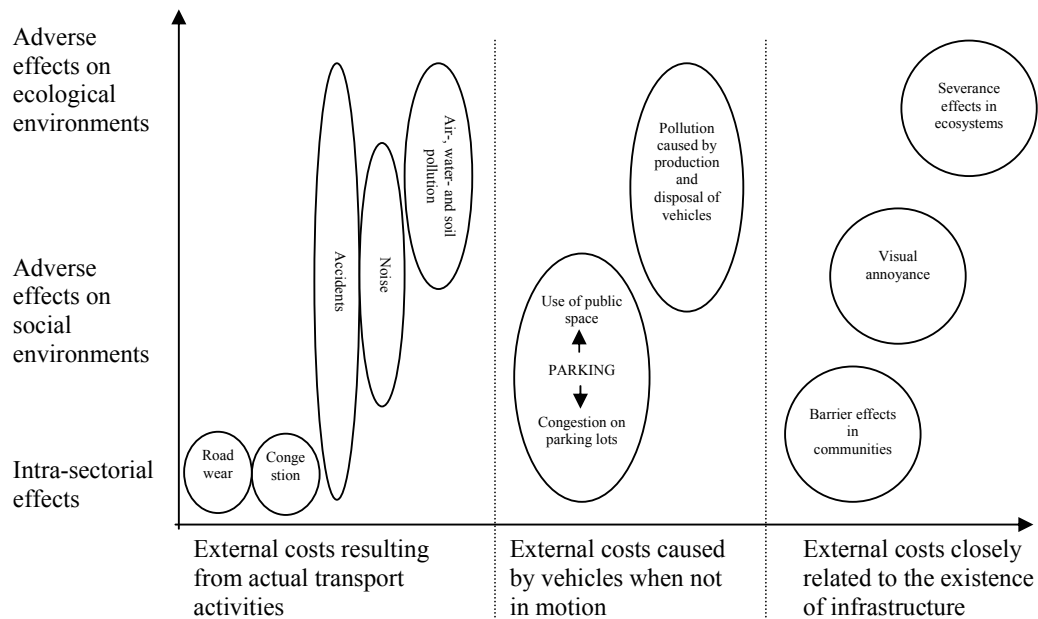 Adverse
effects on
ecological
environments
Adverse
effects on
social
environments
Intra-sectorial
effects
Road
wear
Conge
stion
Accidents
Noise
Air-, water- and soil
pollution
Use of public
space
PARKING
Congestion on
parking lots
Pollution
caused by
production
and
disposal of
vehicles
Severance
effects in
ecosystems
Visual
annoyance
Barrier effects
in
communities
External costs resulting
from actual transport
activities
External costs caused
by vehicles when not
in motion
External costs closely
related to the existence
of infrastructure